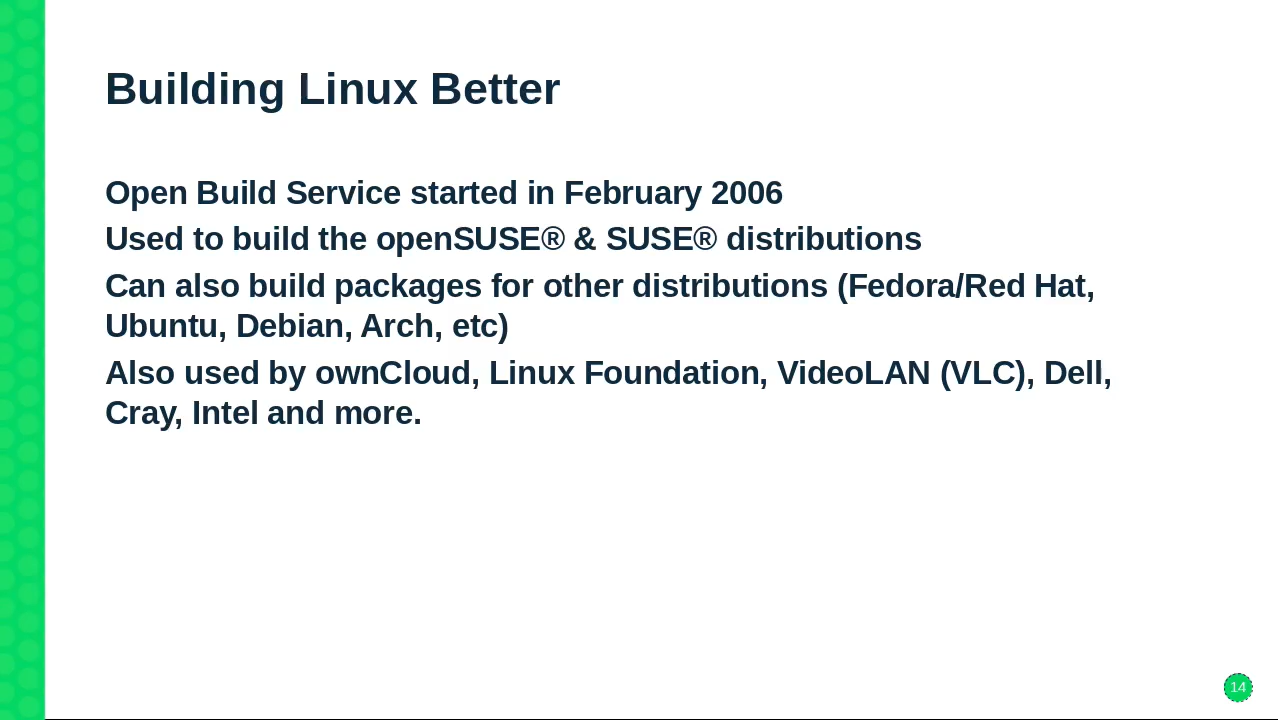 Building Linux Better
Open Build Service started in February 2006
Used to build the openSUSE® & SUSE® distributions
Can also build packages for other distributions (Fedora/Red Hat,
Ubuntu, Debian, Arch, etc)
Also used by ownCloud, Linux Foundation, VideoLAN (VLC), Dell,
Cray, Intel and more.
14